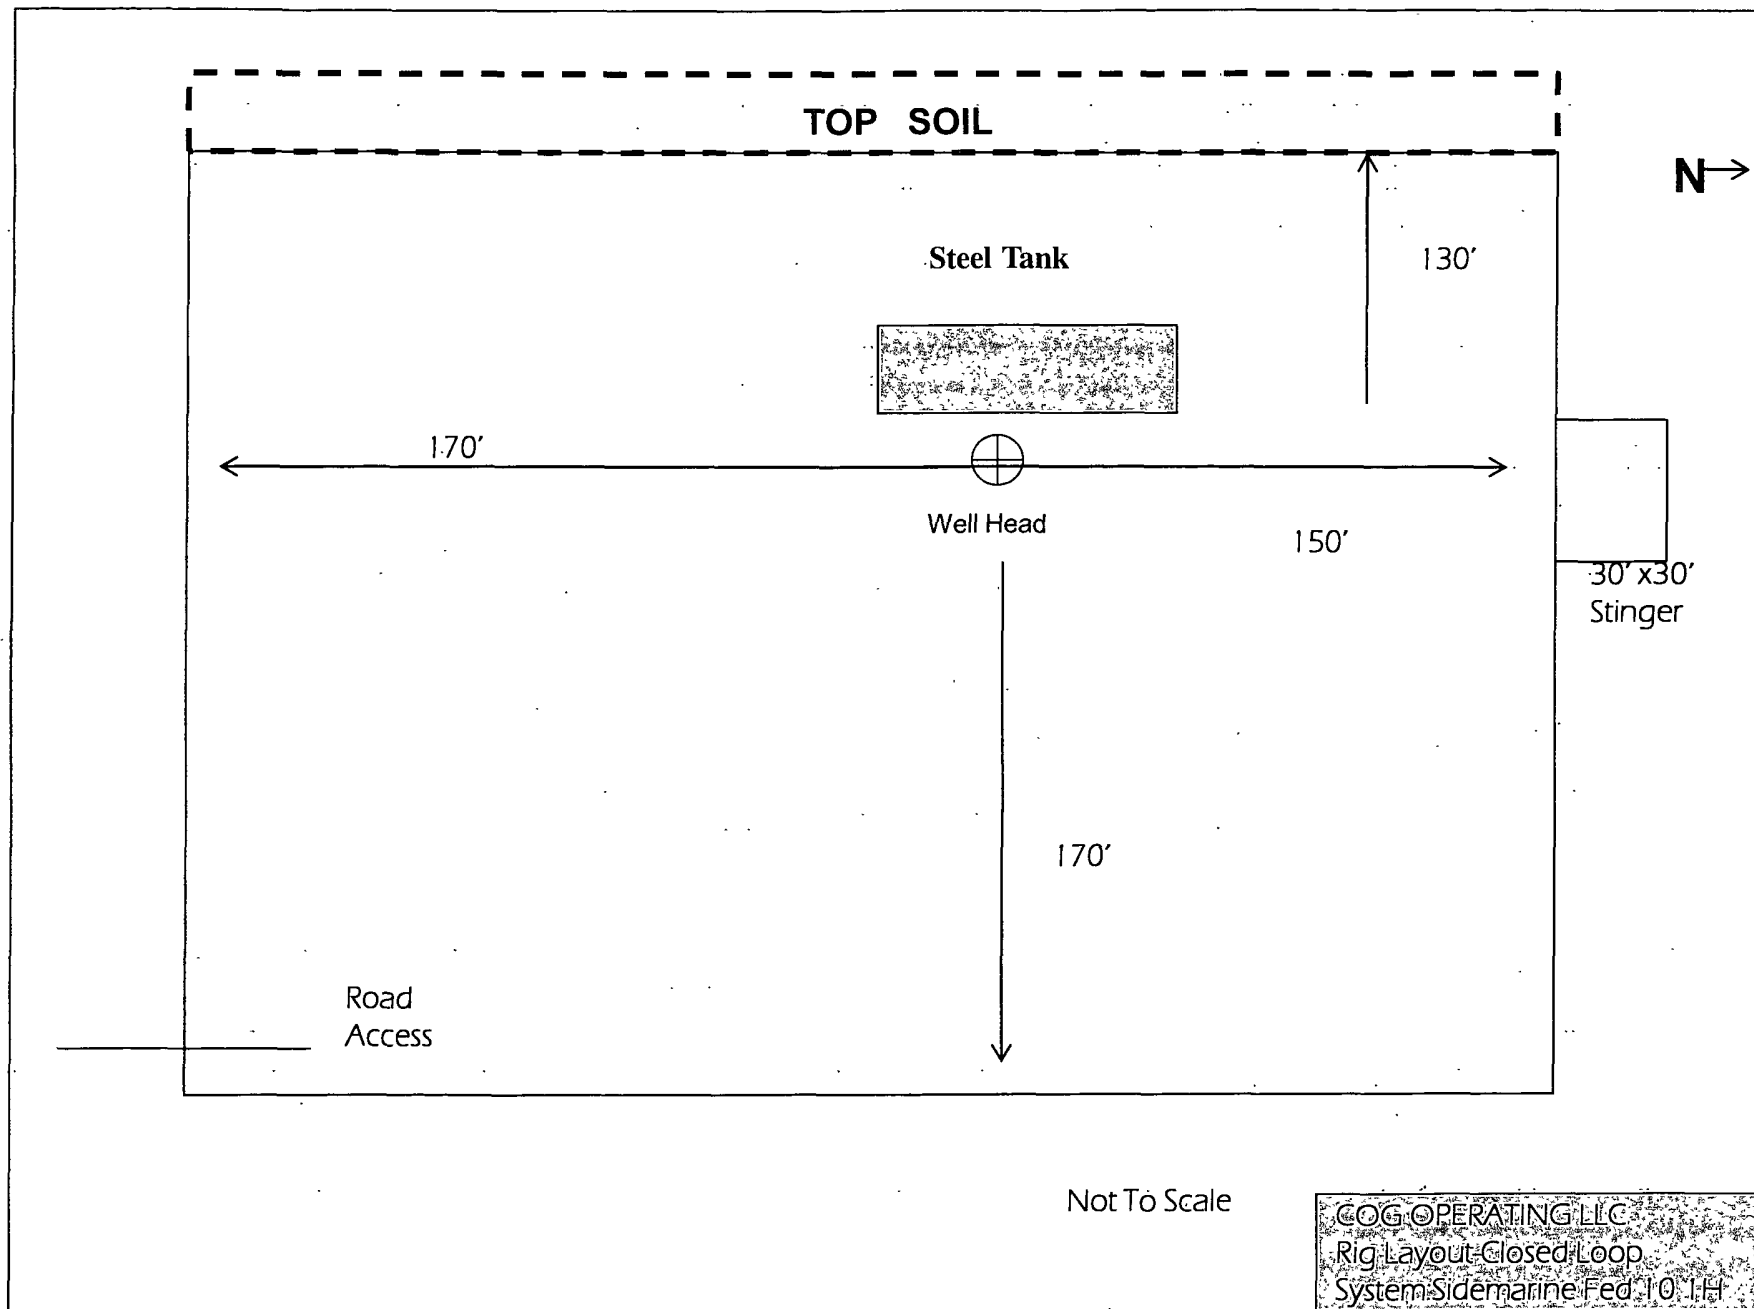 TOP SOIL
N
Steel Tank
130'
170'
Well Head
150'
30' x30'
Stinger
170'
Road
Access
Not To Scale
COG OPERATING LLC
Rig Layout Closed Loop
System Sidemarine Fed 10 1H